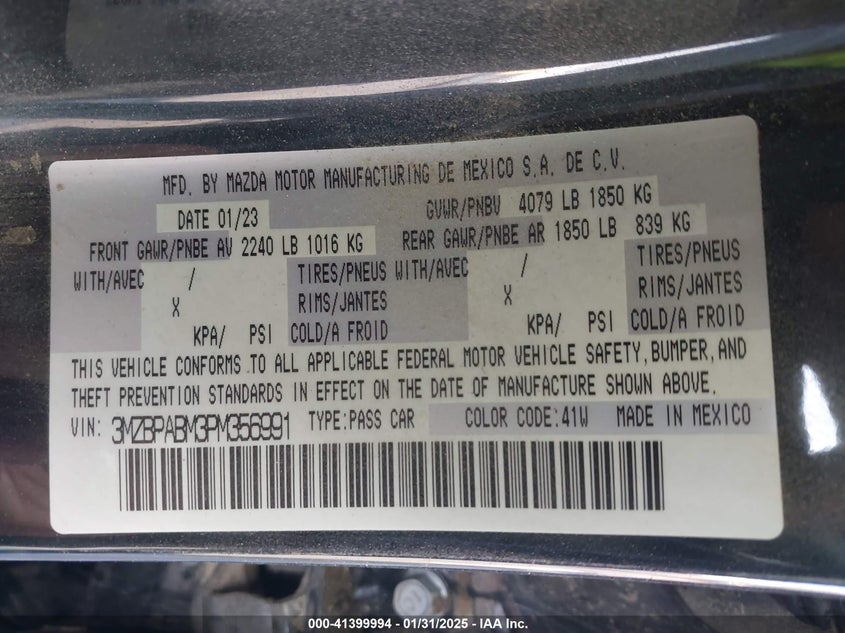 MFD. BY MAZDA MOTOR MANUFACTURING DE MEXICO S.A. DE C.V.
DATE 01/23 GVWR/PNBV 4079 LB 1850 KG
FRONT GAWR/PNBE AV 2240 LB 1016 KG REAR GAWR/PNBE AR 1850 LB 839 KG
WITH/AVEC / TIRES/PNEUS WITH/AVEC / TIRES/PNEUS
X RIMS/JANTES X RIMS/JANTES
KPA/ PSI COLD/A FROID KPA/ PSI COLD/A FROID
THIS VEHICLE CONFORMS TO ALL APPLICABLE FEDERAL MOTOR VEHICLE SAFETY, BUMPER, AND
THEFT PREVENTION STANDARDS IN EFFECT ON THE DATE OF MANUFACTURE SHOWN ABOVE.
VIN: 3MZBPABM3PM356991 TYPE:PASS CAR COLOR CODE:41W MADE IN MEXICO
000-41399994 - 01/31/2025 - IAA Inc.